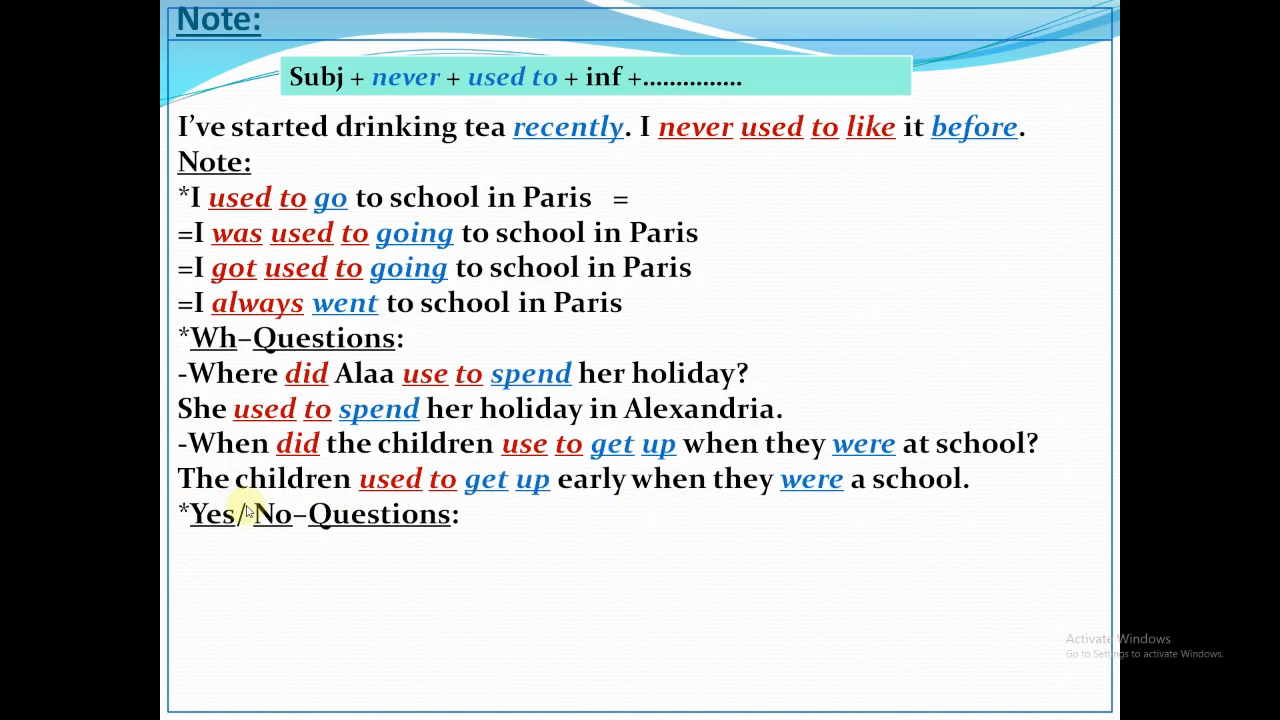 Note:
Subj + never + used to + inf +...............
I've started drinking tea recently. I never used to like it before.
Note:
*I used to go to school in Paris =
=I was used to going to school in Paris
=I got used to going to school in Paris
=I always went to school in Paris
*Wh–Questions:
-Where did Alaa use to spend her holiday?
She used to spend her holiday in Alexandria.
-When did the children use to get up when they were at school?
The children used to get up early when they were a school.
*Yes/No–Questions:
Activate Windows
Go to Settings to activate Windows.